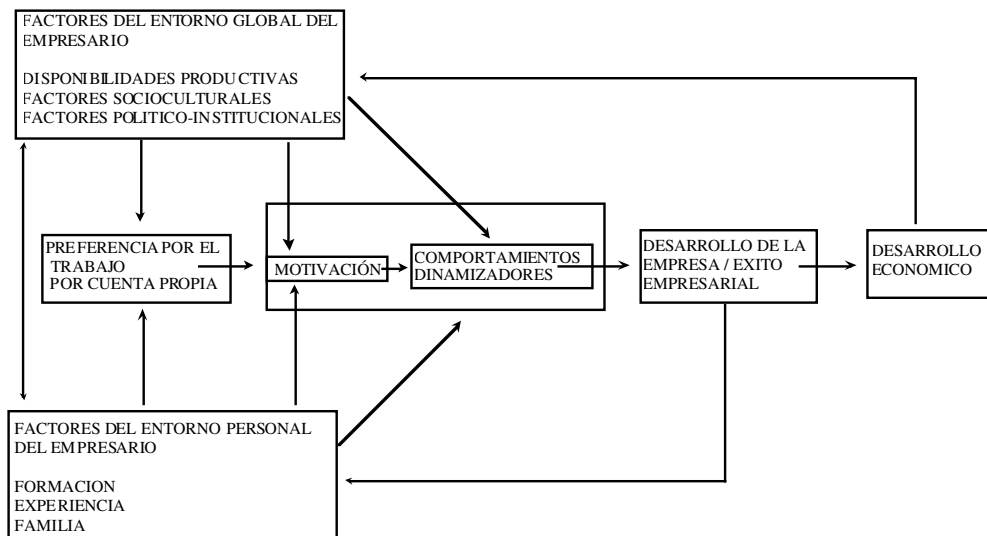 FACTORES DEL ENTORNO GLOBAL DEL
EMPRESARIO
DISPONIBILIDADES PRODUCTIVAS
FACTORES SOCIOCULTURALES
FACTORES POLITICO-INSTITUCIONALES
PREFERENCIA POR EL
TRABAJO
POR CUENTA PROPIA
MOTIVACIÓN
COMPORTAMIENTOS
DINAMIZADORES
DESARROLLO DE LA
EMPRESA / EXITO
EMPRESARIAL
DESARROLLO
ECONOMICO
FACTORES DEL ENTORNO PERSONAL
DEL EMPRESARIO
FORMACION
EXPERIENCIA
FAMILIA